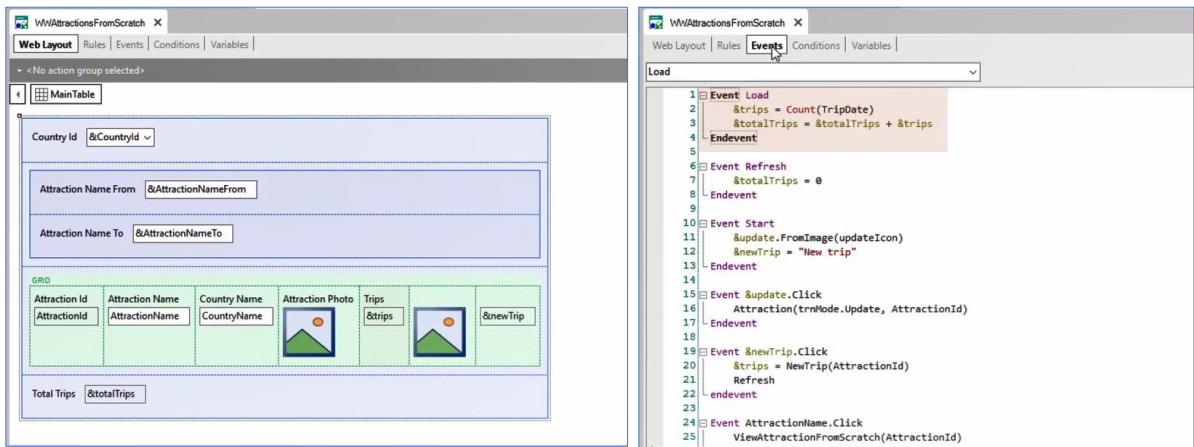 WWAttractionsFromScratch X
Web Layout | Rules | Events | Conditions | Variables |
<No action group selected>
MainTable
Country Id &CountryId
Attraction Name From &AttractionNameFrom
Attraction Name To &AttractionNameTo
GRID
Attraction Id Attraction Name Country Name Attraction Photo Trips
AttractionId AttractionName CountryName &trips &newTrip
Total Trips &totalTrips
WWAttractionsFromScratch X
Web Layout | Rules | Events | Conditions | Variables |
Load
1 Event Load
2 &trips = Count(TripDate)
3 &totalTrips = &totalTrips + &trips
4 Endevent
5
6 Event Refresh
7 &totalTrips = 0
8 Endevent
9
10 Event Start
11 &update.FromImage(updateIcon)
12 &newTrip = "New trip"
13 Endevent
14
15 Event &update.Click
16 Attraction(trnMode.Update, AttractionId)
17 Endevent
18
19 Event &newTrip.Click
20 &trips = NewTrip(AttractionId)
21 Refresh
22 endevent
23
24 Event AttractionName.Click
25 ViewAttractionFromScratch(AttractionId)